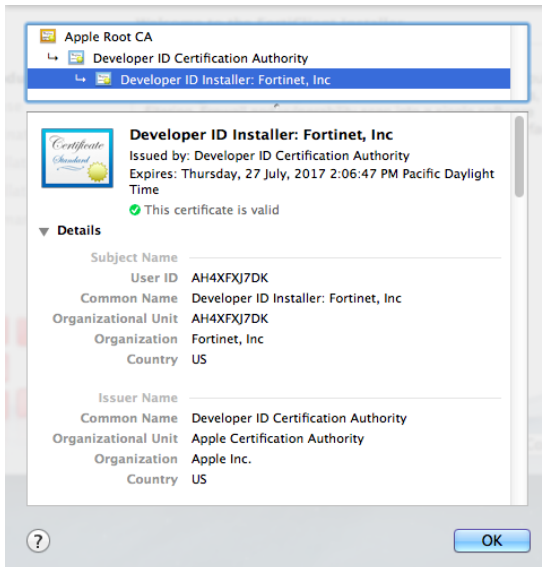 Apple Root CA
Developer ID Certification Authority
Developer ID Installer: Fortinet, Inc
Certificate
Standard
Developer ID Installer: Fortinet, Inc
Issued by: Developer ID Certification Authority
Expires: Thursday, 27 July, 2017 2:06:47 PM Pacific Daylight
Time
This certificate is valid
Details
Subject Name
User ID AH4XFXJ7DK
Common Name Developer ID Installer: Fortinet, Inc
Organizational Unit AH4XFXJ7DK
Organization Fortinet, Inc
Country US
Issuer Name
Common Name Developer ID Certification Authority
Organizational Unit Apple Certification Authority
Organization Apple Inc.
Country US
?
OK